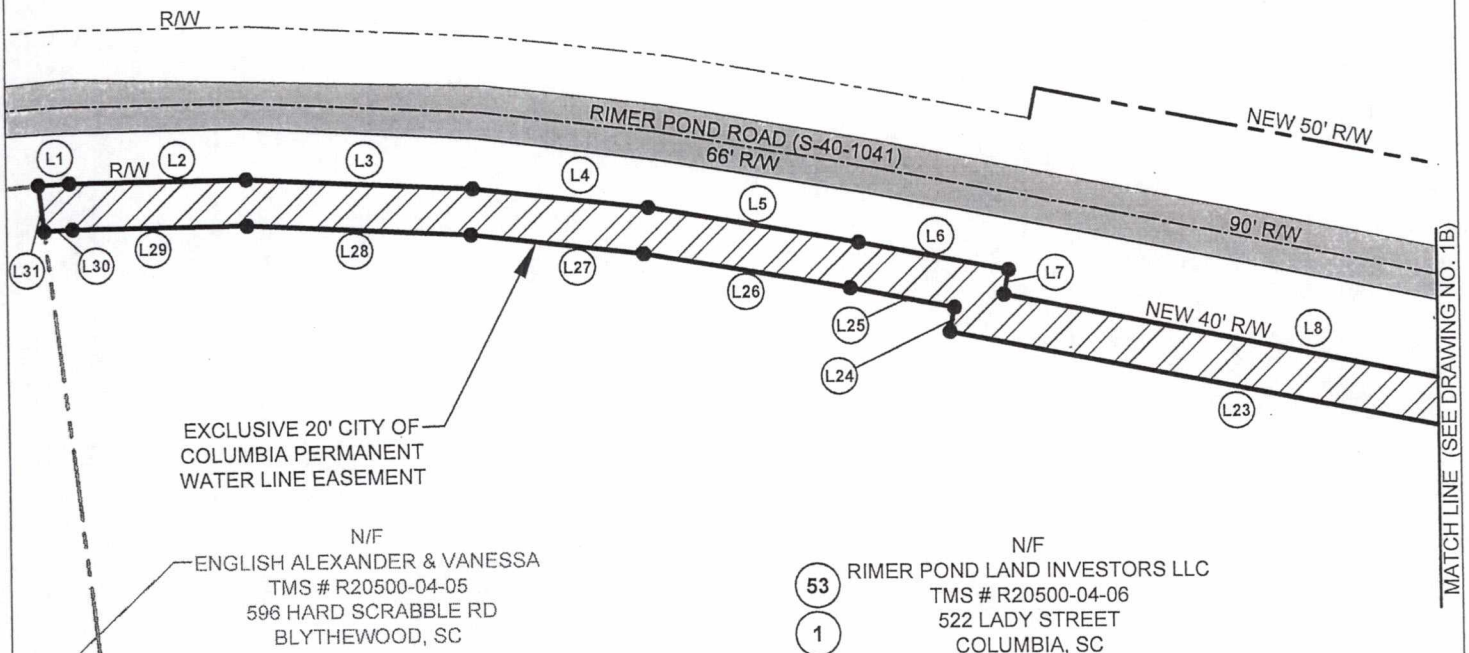 R/W
NEW 50' R/W
RIMER POND ROAD (S-40-1041)
66' R/W
90' R/W
L1
R/W
L2
L3
L4
L5
L6
L7
NEW 40' R/W
L8
L31
L30
L29
L28
L27
L26
L25
L24
L23
MATCH LINE (SEE DRAWING NO. 1B)
EXCLUSIVE 20' CITY OF
COLUMBIA PERMANENT
WATER LINE EASEMENT
N/F
ENGLISH ALEXANDER & VANESSA
TMS # R20500-04-05
596 HARD SCRABBLE RD
BLYTHEWOOD, SC
N/F
53
RIMER POND LAND INVESTORS LLC
TMS # R20500-04-06
1
522 LADY STREET
COLUMBIA, SC